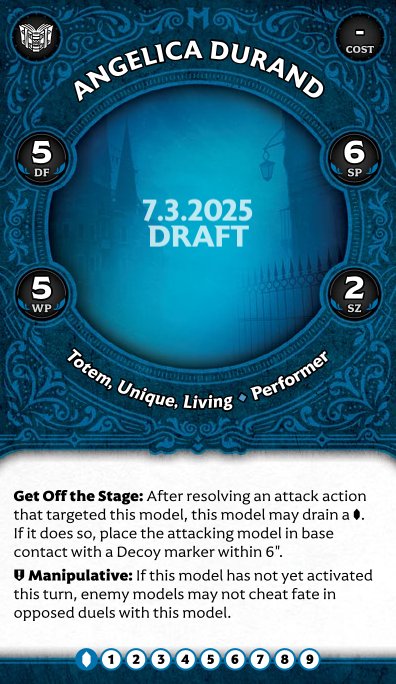 -
COST
ANGELICA DURAND
5
DF
6
SP
7.3.2025
DRAFT
5
WP
2
SZ
Totem, Unique, Living ◆ Performer
Get Off the Stage: After resolving an attack action
that targeted this model, this model may drain a ⬮.
If it does so, place the attacking model in base
contact with a Decoy marker within 6".
Manipulative: If this model has not yet activated
this turn, enemy models may not cheat fate in
opposed duels with this model.
1 2 3 4 5 6 7 8 9